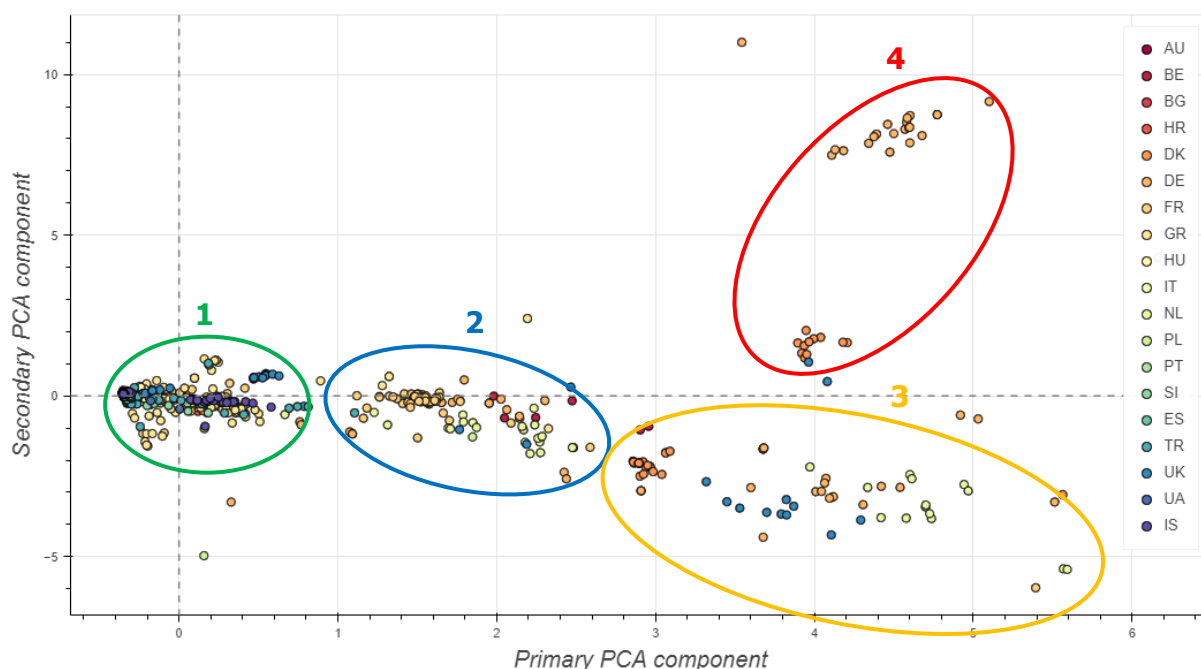 4
10
5
1
2
0
3
−5
0
1
2
3
4
5
6
Secondary PCA component
Primary PCA component
AU
BE
BG
HR
DK
DE
FR
GR
HU
IT
NL
PL
PT
SI
ES
TR
UK
UA
IS